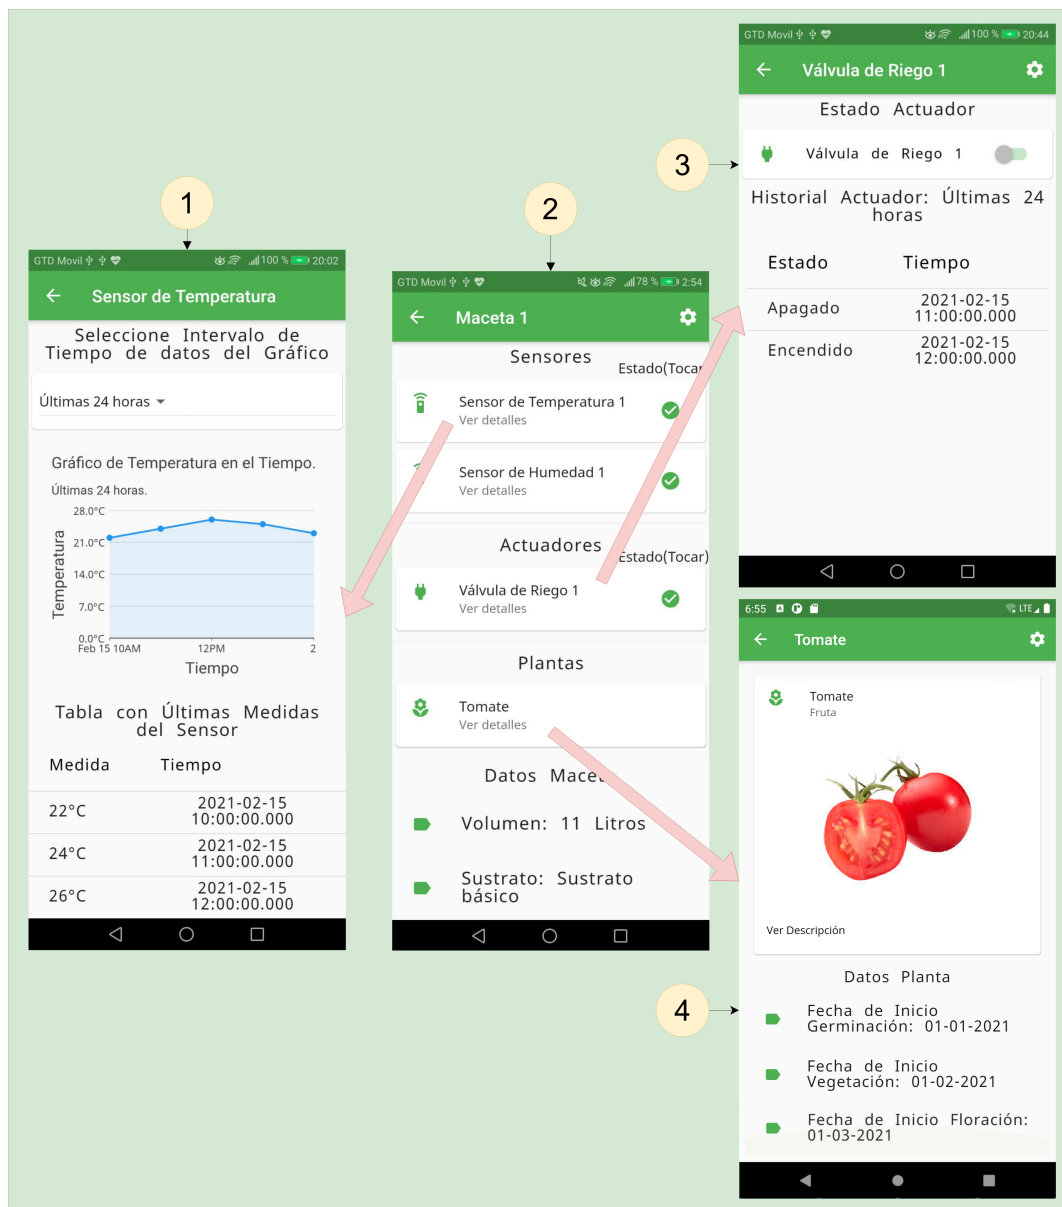 1
GTD Movil 100 % 20:02
Sensor de Temperatura
Seleccione Intervalo de
Tiempo de datos del Gráfico
Últimas 24 horas
Gráfico de Temperatura en el Tiempo.
Últimas 24 horas.
28.0°C
21.0°C
14.0°C
7.0°C
0.0°C
Temperatura
Feb 15 10AM 12PM 2
Tiempo
Tabla con Últimas Medidas
del Sensor
Medida Tiempo
22°C 2021-02-15
10:00:00.000
24°C 2021-02-15
11:00:00.000
26°C 2021-02-15
12:00:00.000
2
GTD Movil 78 % 2:54
Maceta 1
Sensores
Estado(Tocar
Sensor de Temperatura 1
Ver detalles
Sensor de Humedad 1
Ver detalles
Actuadores
Estado(Tocar)
Válvula de Riego 1
Ver detalles
Plantas
Tomate
Ver detalles
Datos Maceta
Volumen: 11 Litros
Sustrato: Sustrato
básico
3
GTD Movil 100 % 20:44
Válvula de Riego 1
Estado Actuador
Válvula de Riego 1
Historial Actuador: Últimas 24
horas
Estado Tiempo
Apagado 2021-02-15
11:00:00.000
Encendido 2021-02-15
12:00:00.000
4
6:55 LTE
Tomate
Tomate
Fruta
Ver Descripción
Datos Planta
Fecha de Inicio
Germinación: 01-01-2021
Fecha de Inicio
Vegetación: 01-02-2021
Fecha de Inicio Floración:
01-03-2021